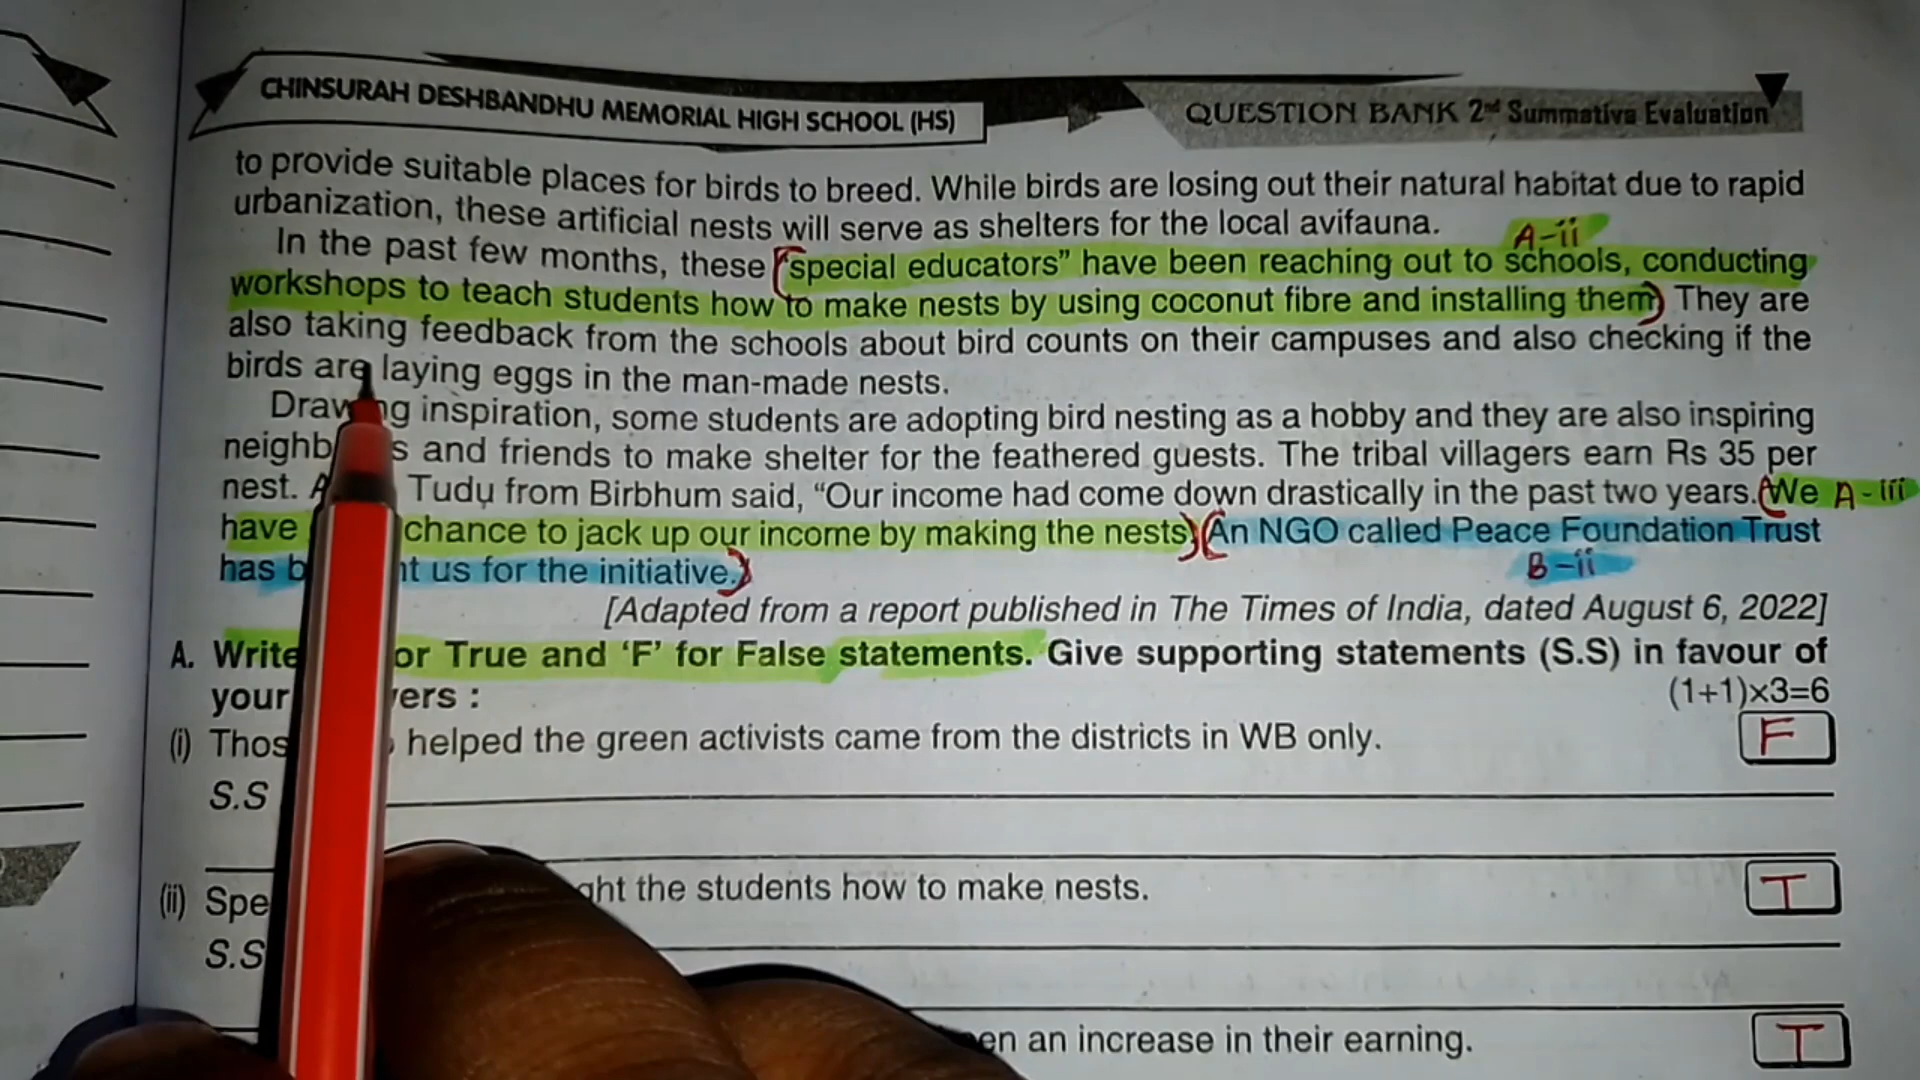 CHINSURAH DESHBANDHU MEMORIAL HIGH SCHOOL (HS)
QUESTION BANK 2nd Summative Evaluation
to provide suitable places for birds to breed. While birds are losing out their natural habitat due to rapid
urbanization, these artificial nests will serve as shelters for the local avifauna.
A-ii
In the past few months, these "special educators" have been reaching out to schools, conducting
workshops to teach students how to make nests by using coconut fibre and installing them. They are
also taking feedback from the schools about bird counts on their campuses and also checking if the
birds are laying eggs in the man-made nests.
inspiration, some students are adopting bird nesting as a hobby and they are also inspiring
and friends to make shelter for the feathered guests. The tribal villagers earn Rs 35 per
nest. Tudu from Birbhum said, “Our income had come down drastically in the past two years. We A-iii
have chance to jack up our income by making the nests. An NGO called Peace Foundation Trust
has us for the initiative.
B-ii
[Adapted from a report published in The Times of India, dated August 6, 2022]
A. Write or True and ‘F’ for False statements. Give supporting statements (S.S) in favour of
your :
(1+1)×3=6
(i) helped the green activists came from the districts in WB only.
F
S.S
(ii) the students how to make nests.
T
S.S
an increase in their earning.
T